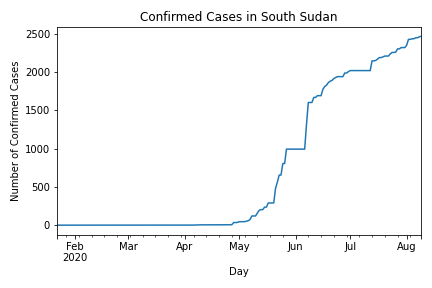 Confirmed Cases in South Sudan
Number of Confirmed Cases
2500
2000
1500
1000
500
0
Feb
2020
Mar
Apr
May
Jun
Jul
Aug
Day